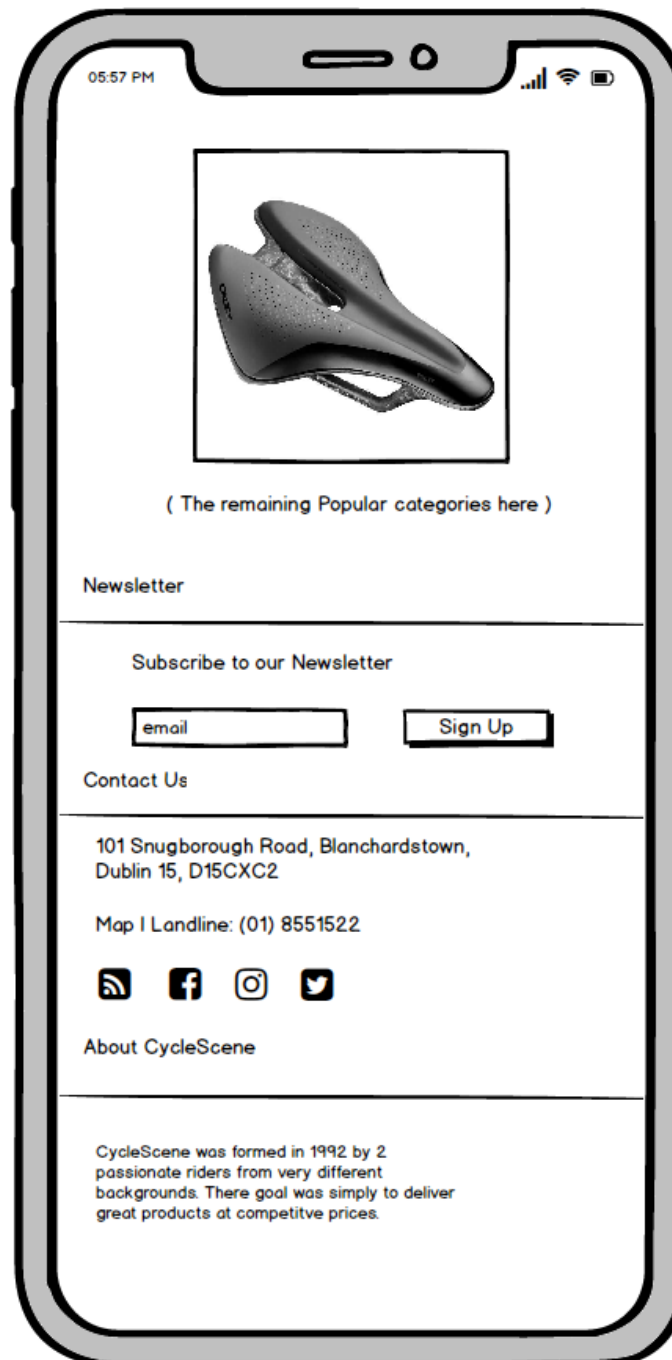 05:57 PM
( The remaining Popular categories here )
Newsletter
Subscribe to our Newsletter
email
Sign Up
Contact Us
101 Snugborough Road, Blanchardstown,
Dublin 15, D15CXC2
Map | Landline: (01) 8551522
About CycleScene
CycleScene was formed in 1992 by 2
passionate riders from very different
backgrounds. There goal was simply to deliver
great products at competitve prices.